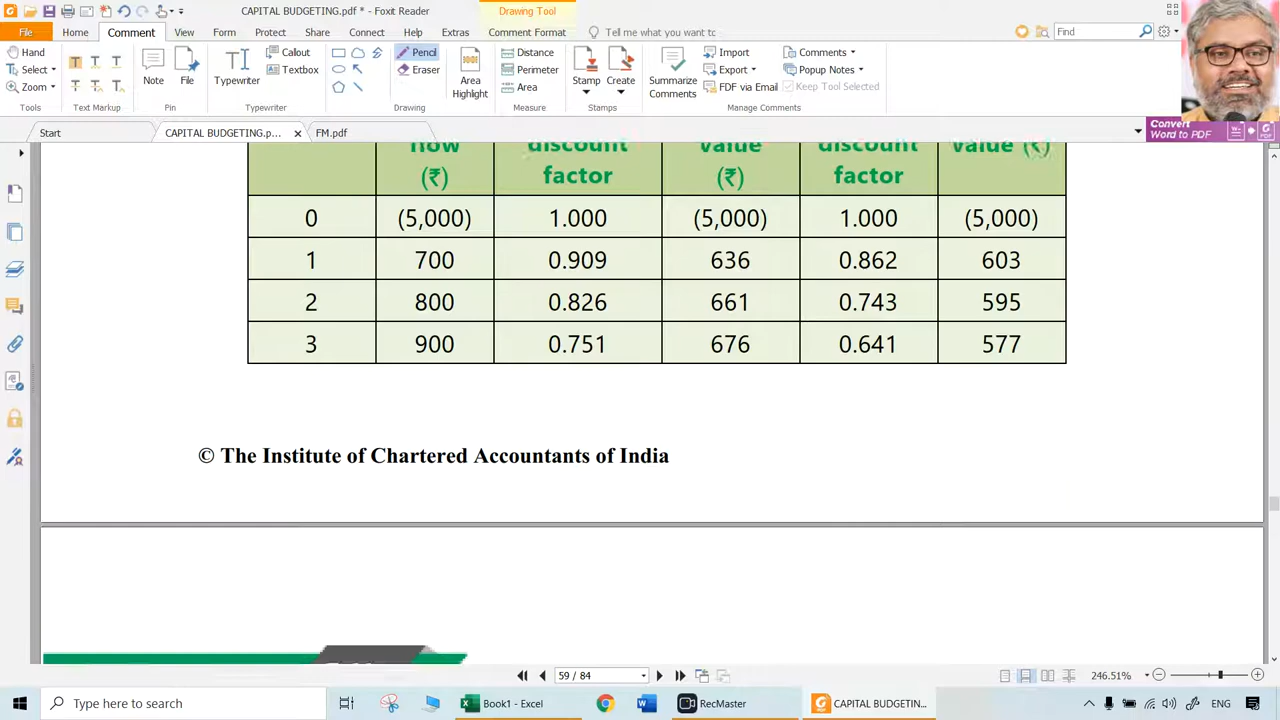 CAPITAL BUDGETING.pdf * - Foxit Reader
Drawing Tool
File Home Comment View Form Protect Share Connect Help Extras Comment Format Tell me what you want tc Find
Hand
Select
Zoom
Tools
Text Markup
Note
File
Pin
Typewriter
Callout
Textbox
Typewriter
Pencil
Eraser
Drawing
Area
Highlight
Distance
Perimeter
Area
Measure
Stamp
Create
Stamps
Summarize
Comments
Import
Export
FDF via Email
Comments
Popup Notes
Keep Tool Selected
Manage Comments
Start CAPITAL BUDGETING.p... FM.pdf
Convert
Word to PDF
flow discount value discount value (₹)
(₹) factor (₹) factor
0 (5,000) 1.000 (5,000) 1.000 (5,000)
1 700 0.909 636 0.862 603
2 800 0.826 661 0.743 595
3 900 0.751 676 0.641 577
© The Institute of Chartered Accountants of India
59 / 84 246.51%
Type here to search Book1 - Excel RecMaster CAPITAL BUDGETIN... ENG